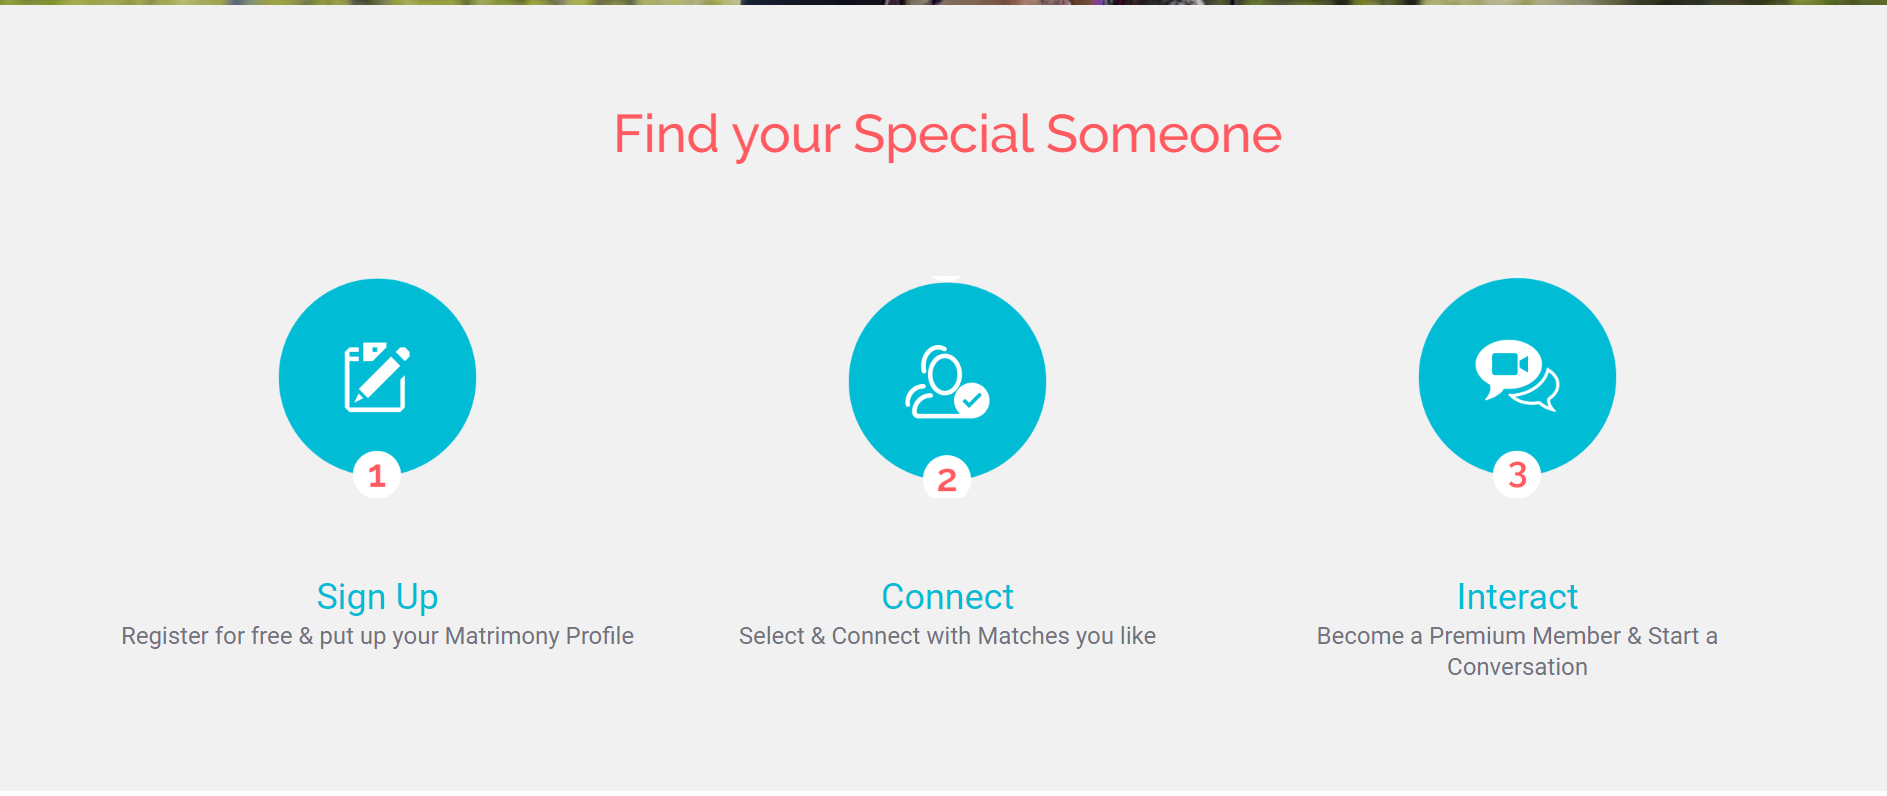 Find your Special Someone
1
2
3
Sign Up
Connect
Interact
Register for free & put up your Matrimony Profile
Select & Connect with Matches you like
Become a Premium Member & Start a
Conversation